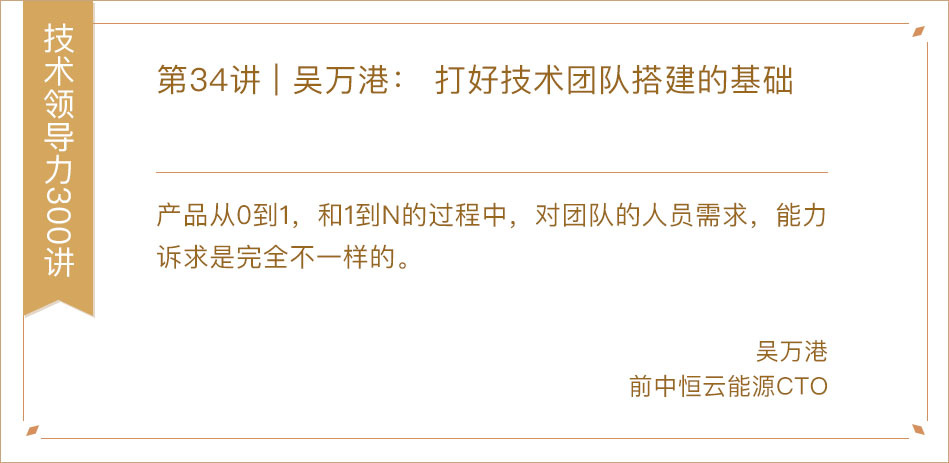 技术领导力300讲
第34讲 | 吴万港： 打好技术团队搭建的基础
产品从0到1，和1到N的过程中，对团队的人员需求，能力
诉求是完全不一样的。
吴万港
前中恒云能源CTO